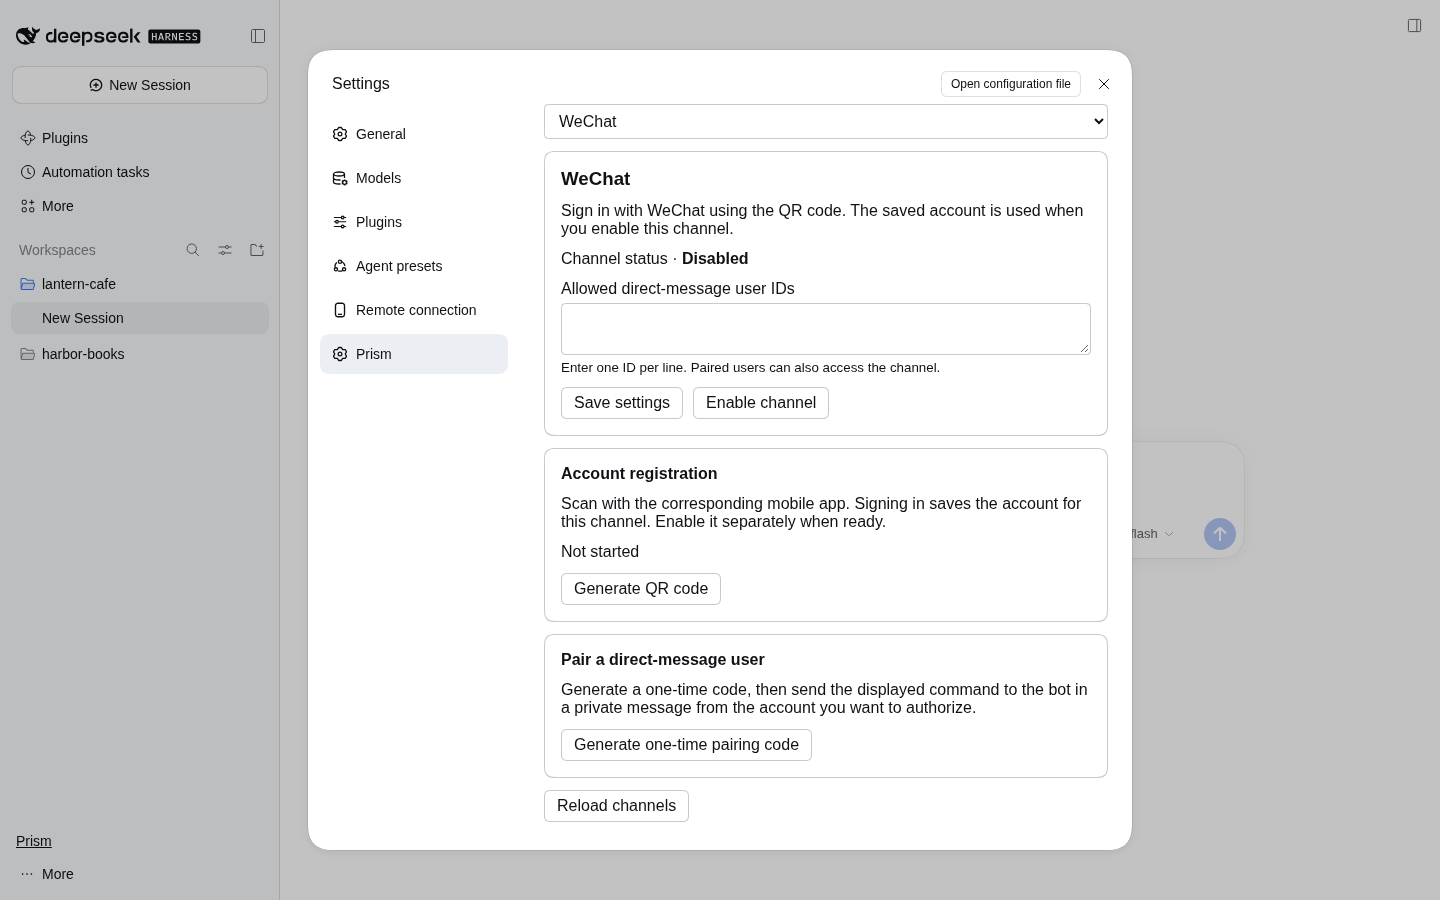 deepseek HARNESS
New Session
Plugins
Automation tasks
More
Workspaces
lantern-cafe
New Session
harbor-books
Prism
More
Settings
Open configuration file
General
Models
Plugins
Agent presets
Remote connection
Prism
WeChat
WeChat
Sign in with WeChat using the QR code. The saved account is used when
you enable this channel.
Channel status · Disabled
Allowed direct-message user IDs
Enter one ID per line. Paired users can also access the channel.
Save settings
Enable channel
Account registration
Scan with the corresponding mobile app. Signing in saves the account for
this channel. Enable it separately when ready.
Not started
Generate QR code
Pair a direct-message user
Generate a one-time code, then send the displayed command to the bot in
a private message from the account you want to authorize.
Generate one-time pairing code
Reload channels
flash